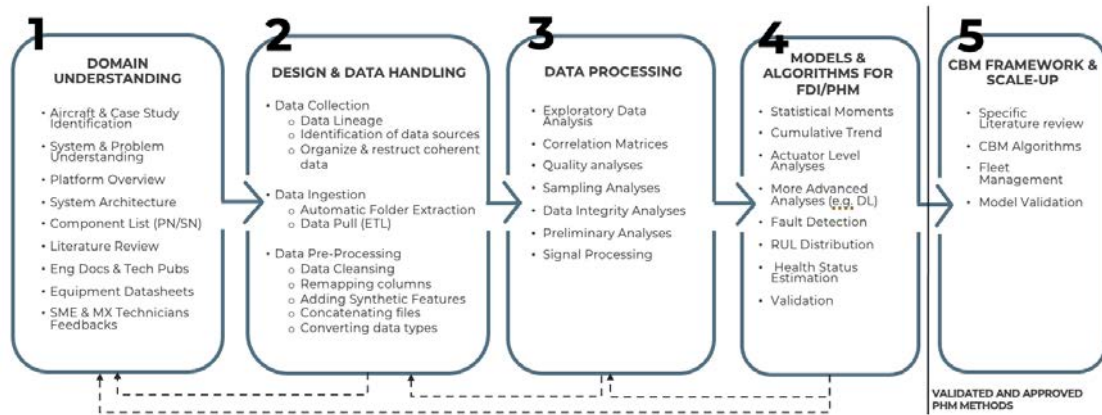 1
DOMAIN
UNDERSTANDING
• Aircraft & Case Study
Identification
• System & Problem
Understanding
• Platform Overview
• System Architecture
• Component List (PN/SN)
• Literature Review
• Eng Docs & Tech Pubs
• Equipment Datasheets
• SME & MX Technicians
Feedbacks
2
DESIGN & DATA HANDLING
• Data Collection
o Data Lineage
o Identification of data sources
o Organize & restruct coherent
data
• Data Ingestion
o Automatic Folder Extraction
o Data Pull (ETL)
• Data Pre-Processing
o Data Cleansing
o Remapping columns
o Adding Synthetic Features
o Concatenating files
o Converting data types
3
DATA PROCESSING
• Exploratory Data
Analysis
• Correlation Matrices
• Quality analyses
• Sampling Analyses
• Data Integrity Analyses
• Preliminary Analyses
• Signal Processing
4
MODELS &
ALGORITHMS FOR
FDI/PHM
• Statistical Moments
• Cumulative Trend
• Actuator Level
Analyses
• More Advanced
Analyses (e.g. DL)
• Fault Detection
• RUL Distribution
• Health Status
Estimation
• Validation
5
CBM FRAMEWORK &
SCALE-UP
• Specific
Literature review
• CBM Algorithms
• Fleet
Management
• Model Validation
VALIDATED AND APPROVED
PHM METHODS